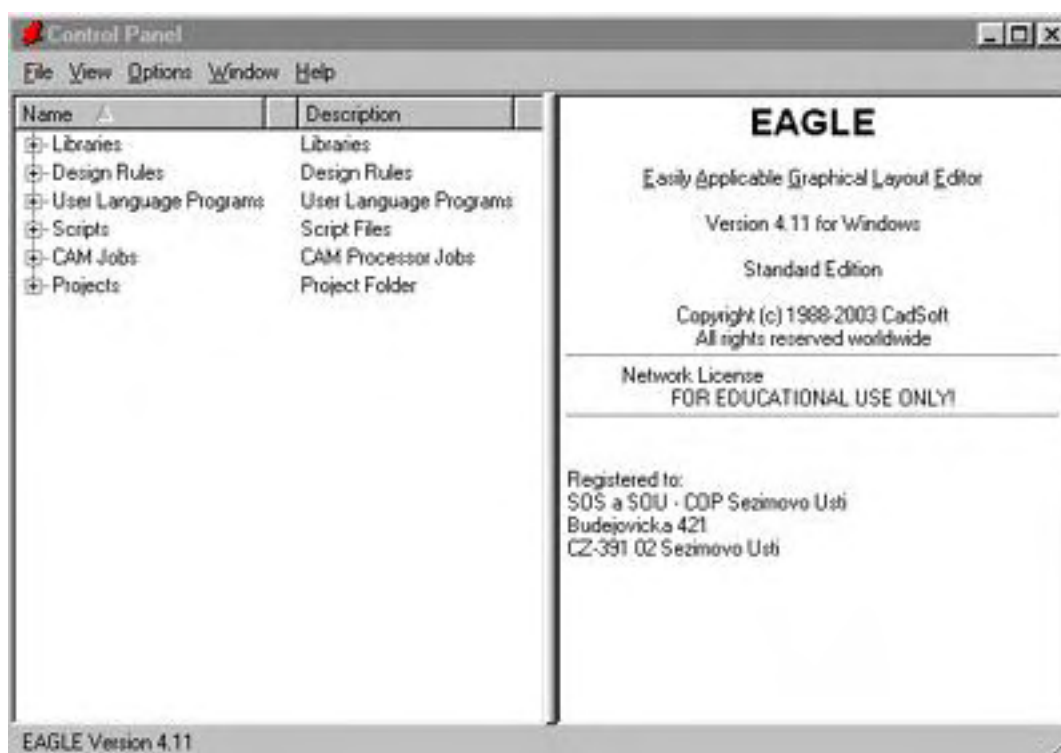 Control Panel
File View Options Window Help
Name Description
Libraries Libraries
Design Rules Design Rules
User Language Programs User Language Programs
Scripts Script Files
CAM Jobs CAM Processor Jobs
Projects Project Folder
EAGLE
Easily Applicable Graphical Layout Editor
Version 4.11 for Windows
Standard Edition
Copyright (c) 1988-2003 CadSoft
All rights reserved worldwide
Network License
FOR EDUCATIONAL USE ONLY!
Registered to:
SOS a SOU - COP Sezimovo Usti
Budejovicka 421
CZ-391 02 Sezimovo Usti
EAGLE Version 4.11